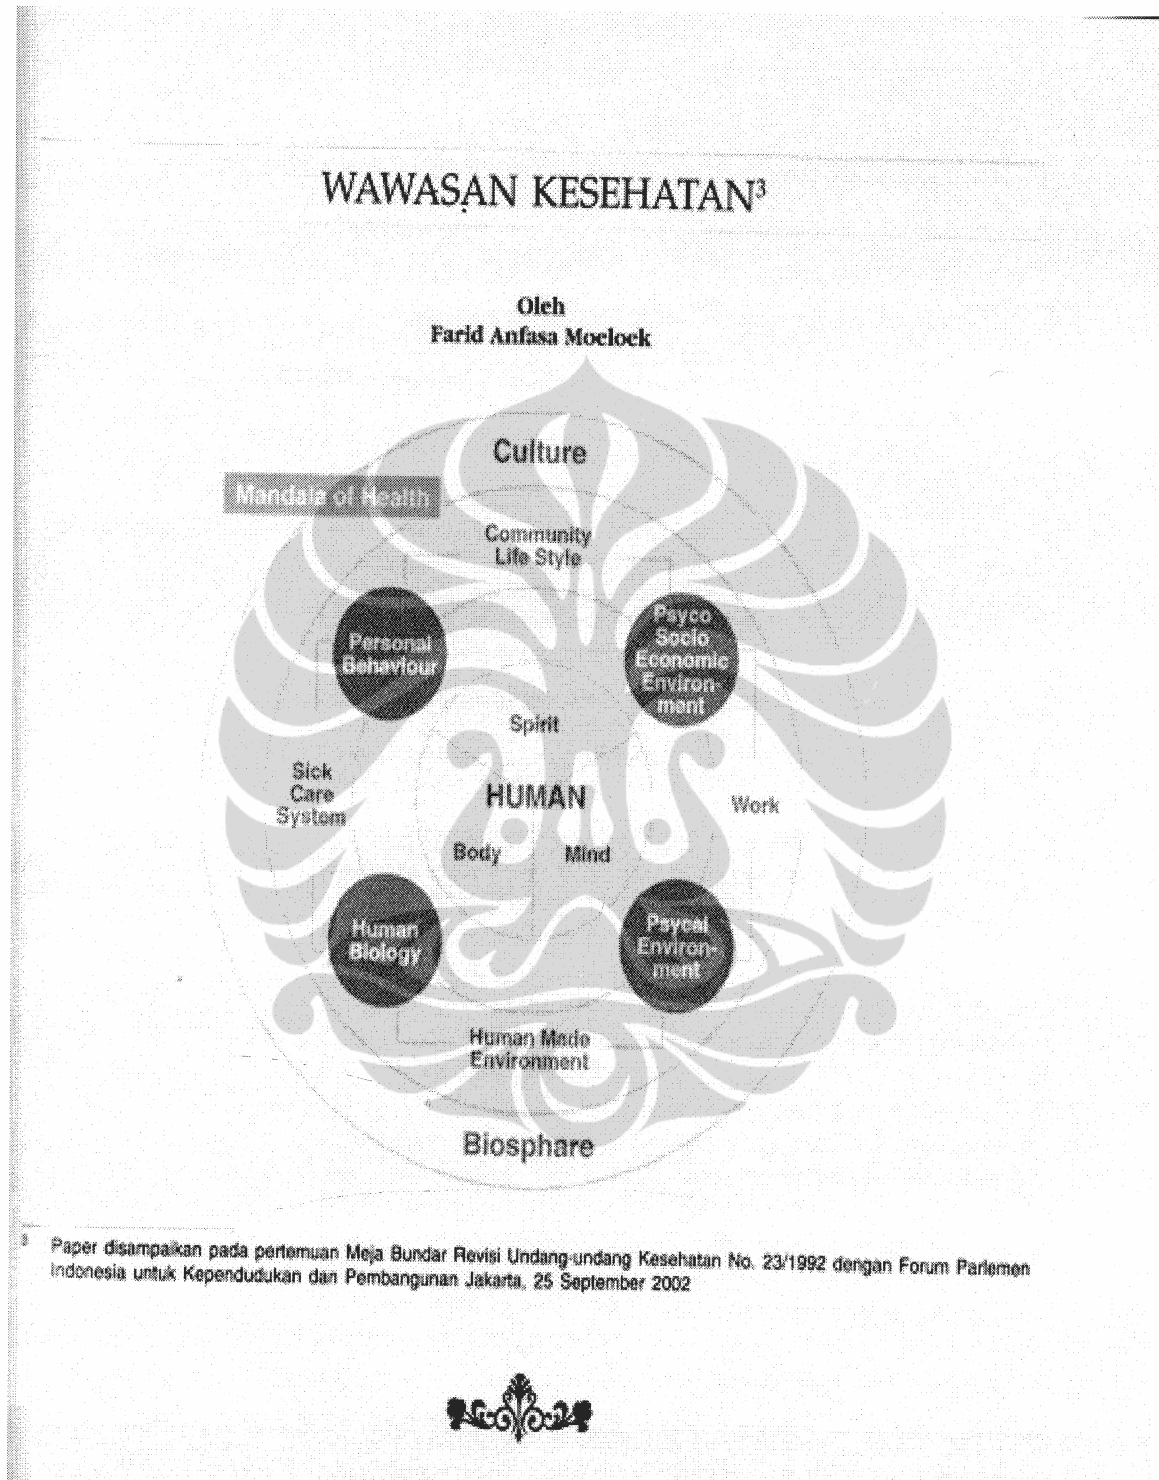 WAWASAN KESEHATAN³
Oleh
Farid Anfasa Moeloek
Culture
Mandala of Health
Community
Life Style
Personal
Behaviour
Psyco
Socio
Economic
Environ-
ment
Spirit
Sick
Care
System
HUMAN
Work
Body Mind
Human
Biology
Psycal
Environ-
ment
Human Made
Environment
Biosphare
3 Paper disampaikan pada pertemuan Meja Bundar Revisi Undang-undang Kesehatan No. 23/1992 dengan Forum Parlemen
Indonesia untuk Kependudukan dan Pembangunan Jakarta, 25 September 2002